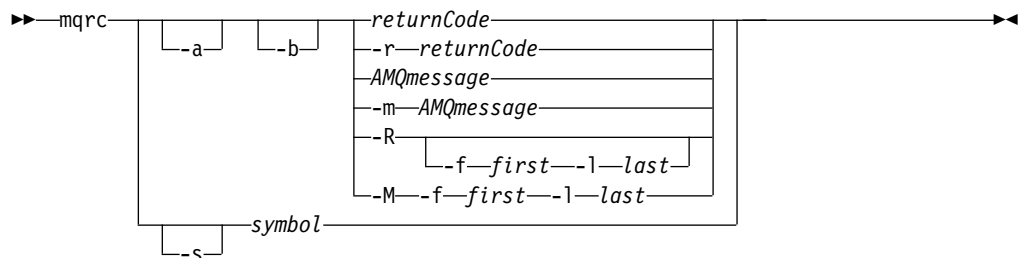 mqrc returnCode
-a -b -r returnCode
AMQmessage
-m AMQmessage
-R
-f first -l last
-M -f first -l last
symbol
-s